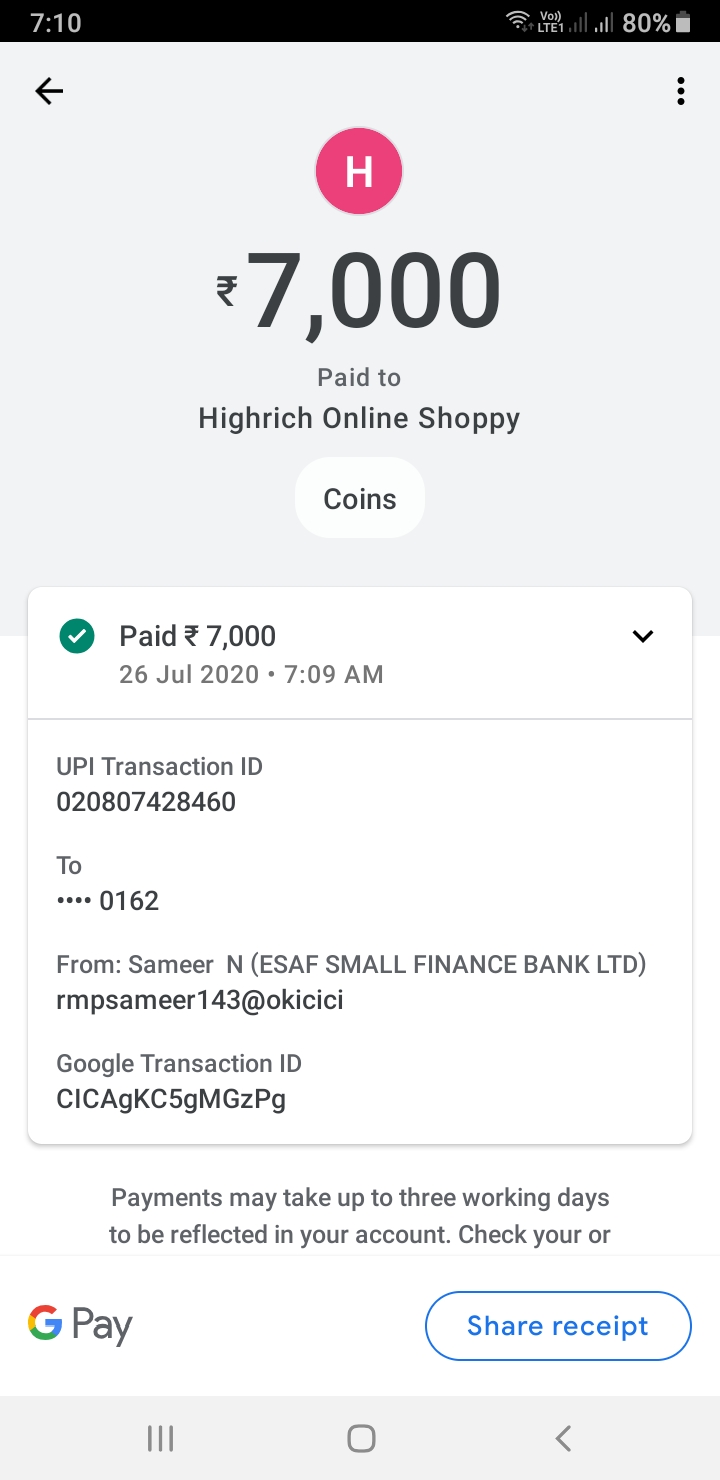 7:10 Vo)) LTE1 80%
H
₹7,000
Paid to
Highrich Online Shoppy
Coins
Paid ₹ 7,000
26 Jul 2020 • 7:09 AM
UPI Transaction ID
020807428460
To
•••• 0162
From: Sameer  N (ESAF SMALL FINANCE BANK LTD)
rmpsameer143@okicici
Google Transaction ID
CICAgKC5gMGzPg
Payments may take up to three working days
to be reflected in your account. Check your or
G Pay
Share receipt